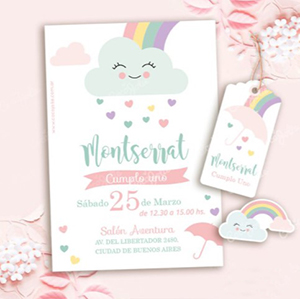 Montserrat
Cumple Uno
Sábado 25 de Marzo
de 12.30 a 15.00 hs.
Salón Aventura
AV. DEL LIBERTADOR 2480,
CIUDAD DE BUENOS AIRES
Montserrat
Cumple Uno